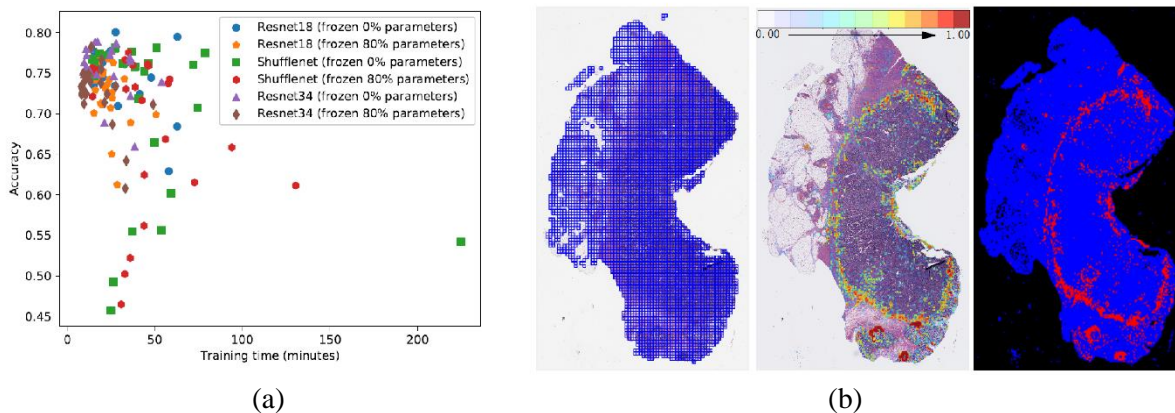 0.80
0.75
0.70
0.65
0.60
0.55
0.50
0.45
Accuracy
0
50
100
150
200
Training time (minutes)
Resnet18 (frozen 0% parameters)
Resnet18 (frozen 80% parameters)
Shufflenet (frozen 0% parameters)
Shufflenet (frozen 80% parameters)
Resnet34 (frozen 0% parameters)
Resnet34 (frozen 80% parameters)
(a)
0.00
1.00
(b)